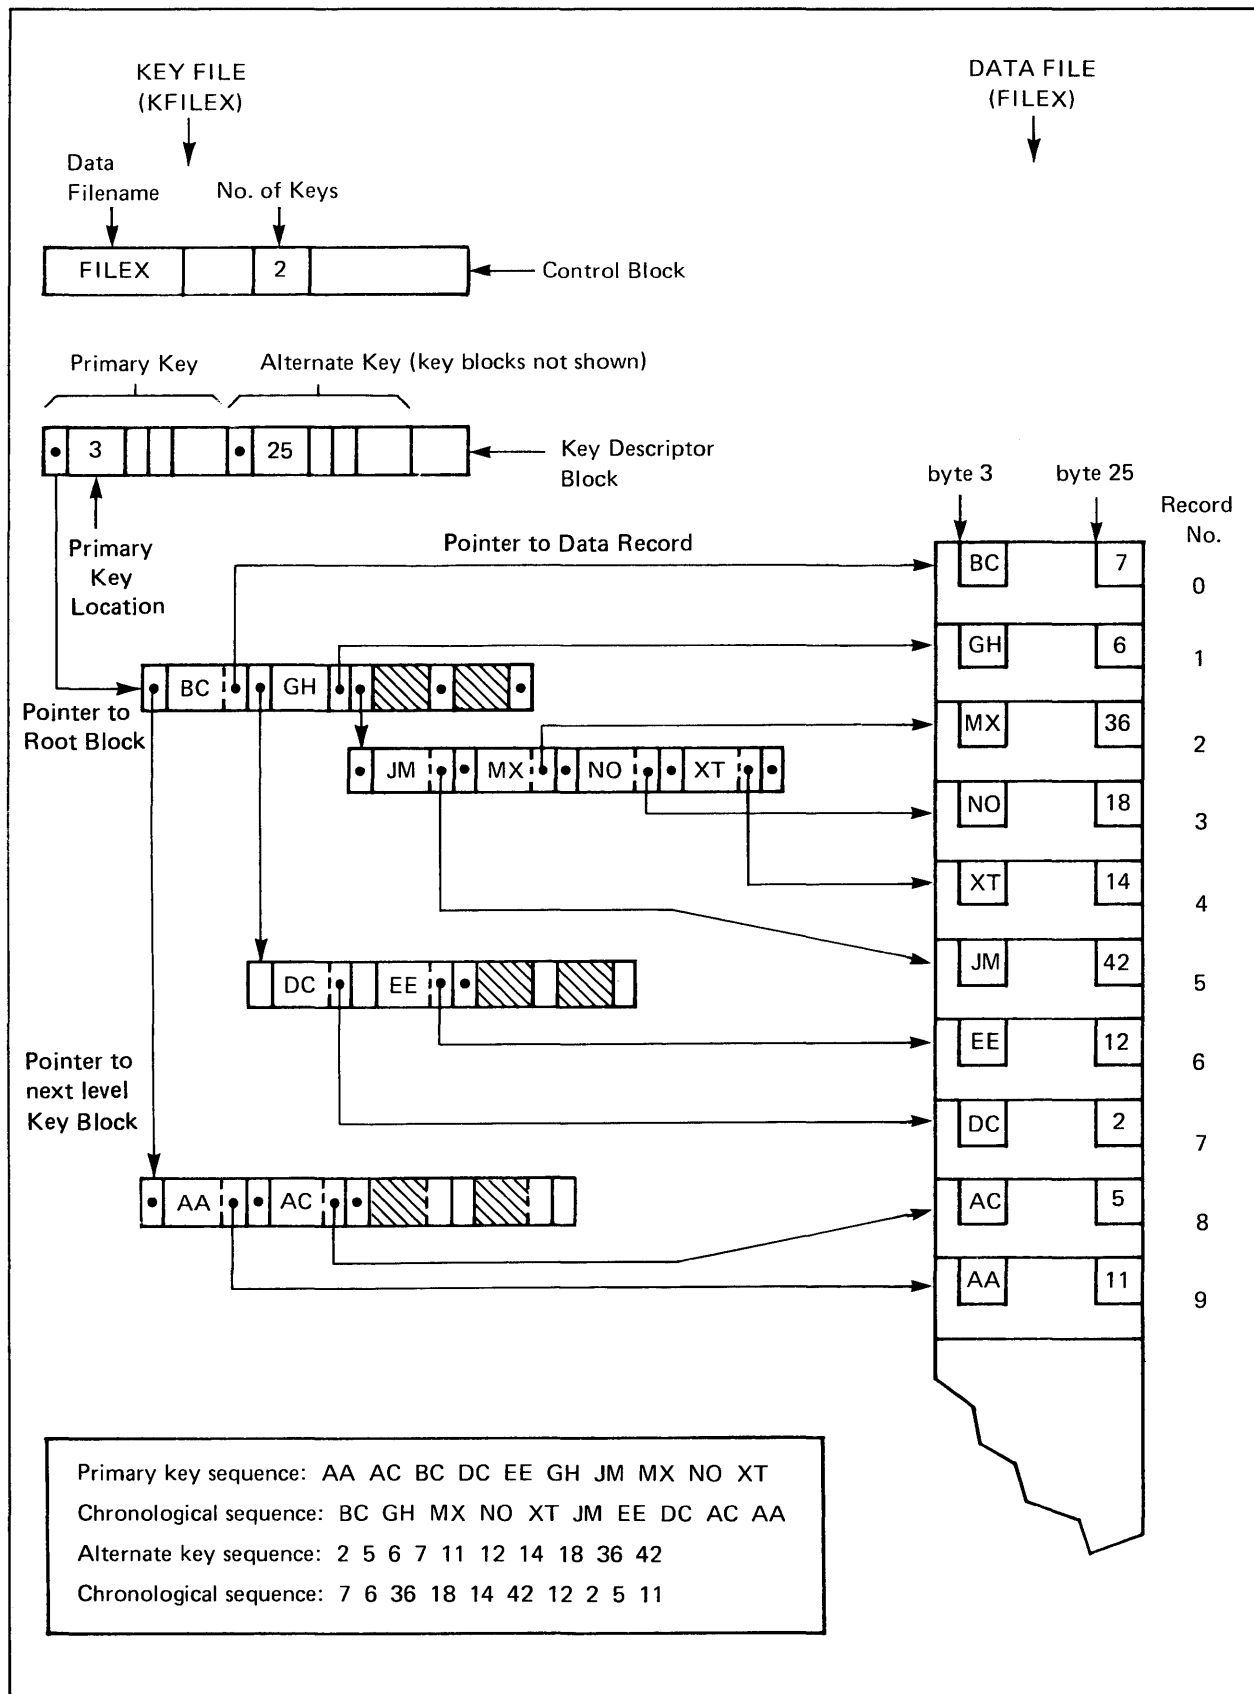 KEY FILE
(KFILEX)
DATA FILE
(FILEX)
Data
Filename
No. of Keys
FILEX 2
Control Block
Primary Key
Alternate Key (key blocks not shown)
3 25
Key Descriptor
Block
Primary
Key
Location
Pointer to Data Record
byte 3
byte 25
Record
No.
BC 7 0
GH 6 1
MX 36 2
NO 18 3
XT 14 4
JM 42 5
EE 12 6
DC 2 7
AC 5 8
AA 11 9
BC GH
Pointer to
Root Block
JM MX NO XT
DC EE
Pointer to
next level
Key Block
AA AC
Primary key sequence: AA AC BC DC EE GH JM MX NO XT
Chronological sequence: BC GH MX NO XT JM EE DC AC AA
Alternate key sequence: 2 5 6 7 11 12 14 18 36 42
Chronological sequence: 7 6 36 18 14 42 12 2 5 11